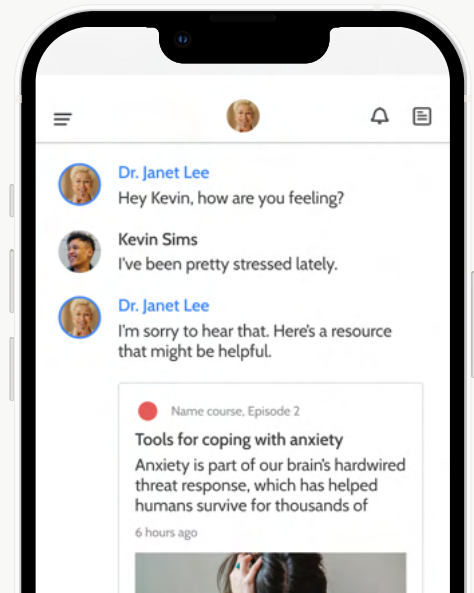 Dr. Janet Lee
Hey Kevin, how are you feeling?
Kevin Sims
I've been pretty stressed lately.
Dr. Janet Lee
I'm sorry to hear that. Here's a resource
that might be helpful.
Name course, Episode 2
Tools for coping with anxiety
Anxiety is part of our brain's hardwired
threat response, which has helped
humans survive for thousands of
6 hours ago